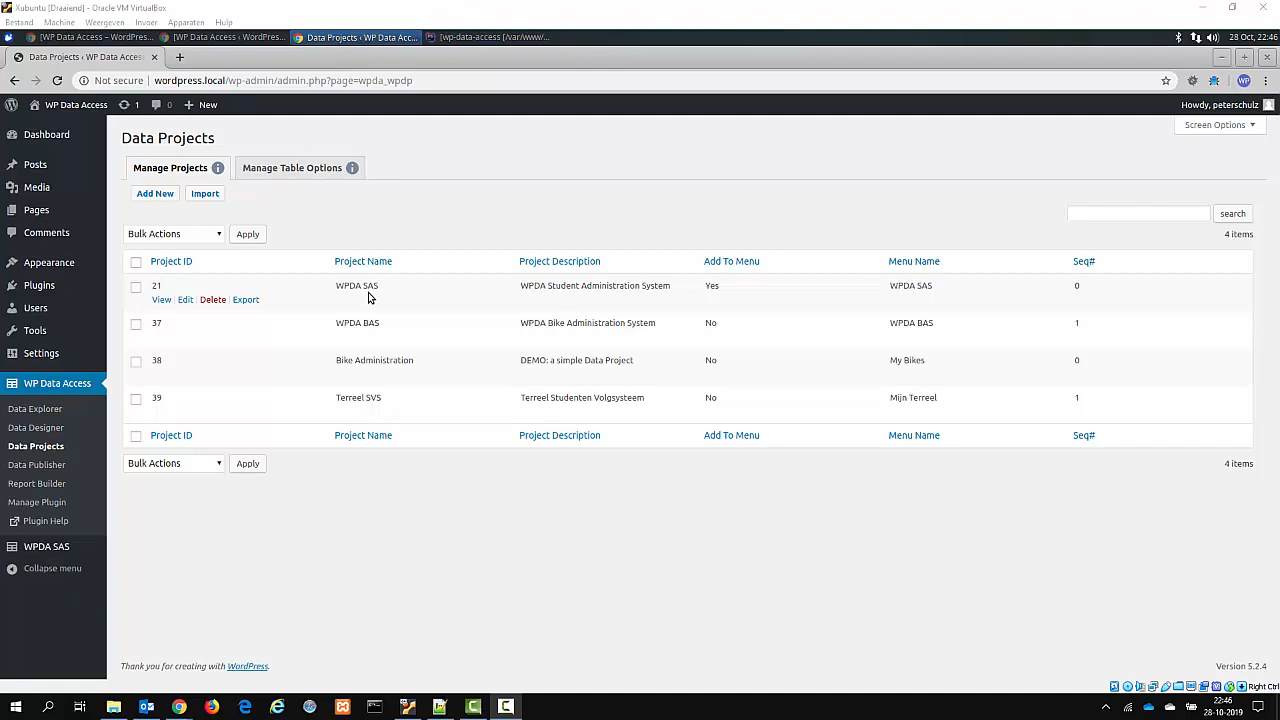 Xubuntu [Draaiend] - Oracle VM VirtualBox
Bestand Machine Weergeven Invoer Apparaten Hulp
[WP Data Access – WordPres... [WP Data Access ‹ WordPres... Data Projects ‹ WP Data Acc... [wp-data-access [/var/www/... 28 Oct, 22:46
Data Projects ‹ WP Data Access
Not secure wordpress.local/wp-admin/admin.php?page=wpda_wpdp WP
WP Data Access 1 0 New Howdy, peterschulz
Screen Options
Dashboard
Posts
Media
Pages
Comments
Appearance
Plugins
Users
Tools
Settings
WP Data Access
Data Explorer
Data Designer
Data Projects
Data Publisher
Report Builder
Manage Plugin
Plugin Help
WPDA SAS
Collapse menu
Data Projects
Manage Projects Manage Table Options
Add New Import
search
Bulk Actions Apply 4 items
Project ID Project Name Project Description Add To Menu Menu Name Seq#
21 WPDA SAS WPDA Student Administration System Yes WPDA SAS 0
View | Edit | Delete | Export
37 WPDA BAS WPDA Bike Administration System No WPDA BAS 1
38 Bike Administration DEMO: a simple Data Project No My Bikes 0
39 Terreel SVS Terreel Studenten Volgsysteem No Mijn Terreel 1
Project ID Project Name Project Description Add To Menu Menu Name Seq#
Bulk Actions Apply 4 items
Thank you for creating with WordPress. Version 5.2.4
Right Ctrl
22:46
28-10-2019